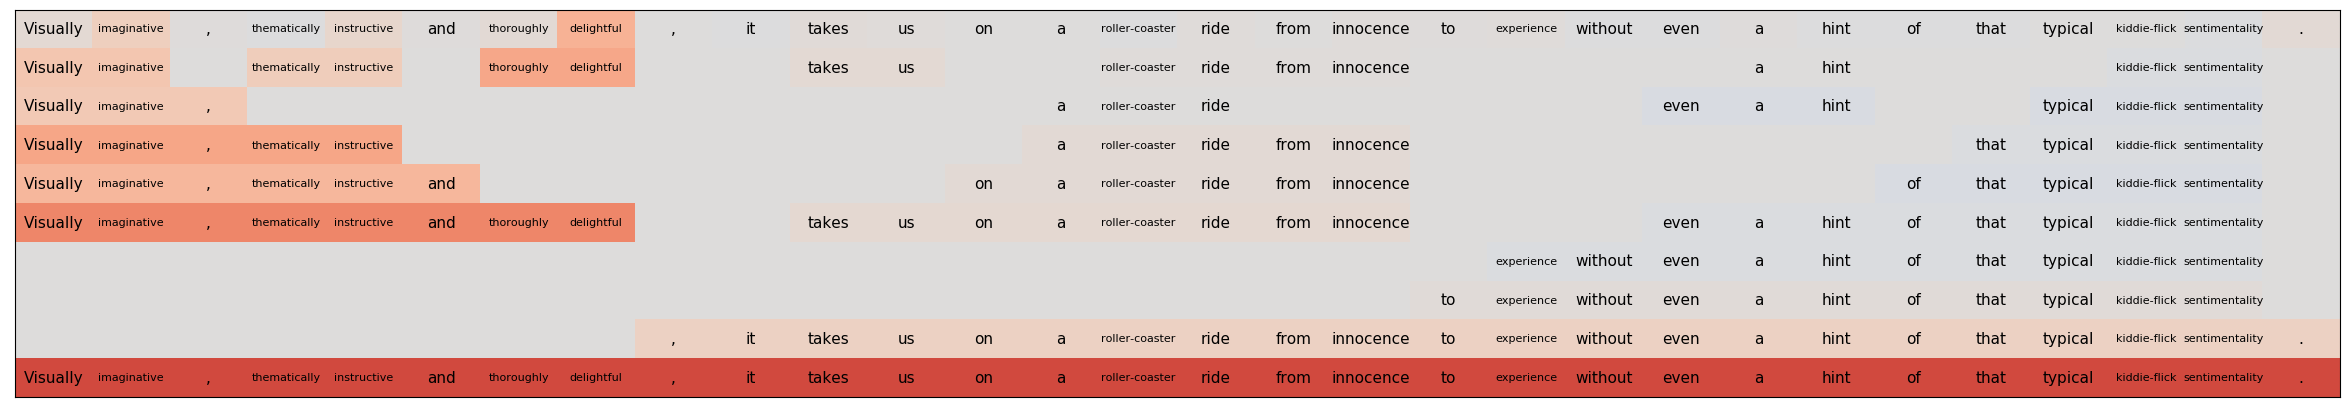 Visually imaginative , thematically instructive and thoroughly delightful , it takes us on a roller-coaster ride from innocence to experience without even a hint of that typical kiddie-flick sentimentality .
Visually imaginative thematically instructive thoroughly delightful takes us roller-coaster ride from innocence a hint kiddie-flick sentimentality
Visually imaginative , a roller-coaster ride even a hint typical kiddie-flick sentimentality
Visually imaginative , thematically instructive a roller-coaster ride from innocence that typical kiddie-flick sentimentality
Visually imaginative , thematically instructive and on a roller-coaster ride from innocence of that typical kiddie-flick sentimentality
Visually imaginative , thematically instructive and thoroughly delightful takes us on a roller-coaster ride from innocence even a hint of that typical kiddie-flick sentimentality
experience without even a hint of that typical kiddie-flick sentimentality
to experience without even a hint of that typical kiddie-flick sentimentality
, it takes us on a roller-coaster ride from innocence to experience without even a hint of that typical kiddie-flick sentimentality .
Visually imaginative , thematically instructive and thoroughly delightful , it takes us on a roller-coaster ride from innocence to experience without even a hint of that typical kiddie-flick sentimentality .